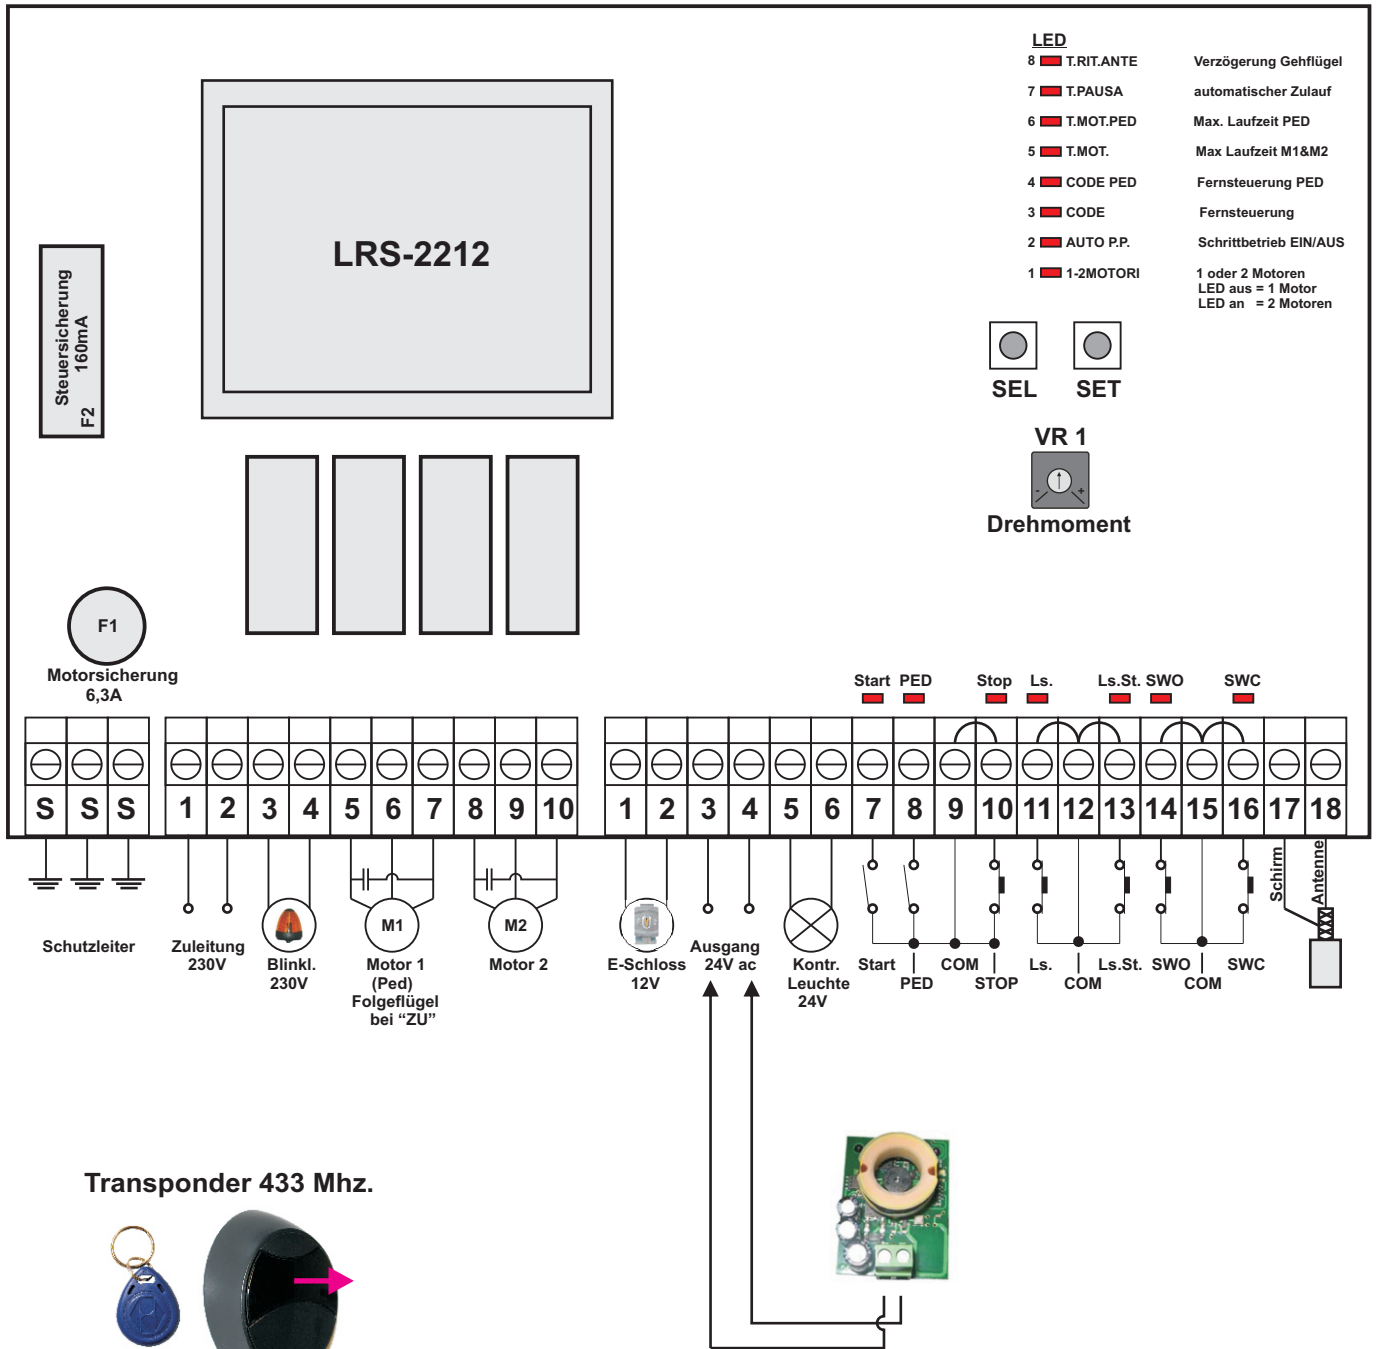 LED
8 T.RIT.ANTE Verzögerung Gehflügel
7 T.PAUSA automatischer Zulauf
6 T.MOT.PED Max. Laufzeit PED
5 T.MOT. Max Laufzeit M1&M2
4 CODE PED Fernsteuerung PED
3 CODE Fernsteuerung
2 AUTO P.P. Schrittbetrieb EIN/AUS
1 1-2MOTORI 1 oder 2 Motoren
LED aus = 1 Motor
LED an = 2 Motoren
LRS-2212
Steuersicherung
160mA
F2
SEL SET
VR 1
- +
Drehmoment
F1
Motorsicherung
6,3A
Start PED Stop Ls. Ls.St. SWO SWC
S S S 1 2 3 4 5 6 7 8 9 10 1 2 3 4 5 6 7 8 9 10 11 12 13 14 15 16 17 18
Schirm
Antenne
M1
M2
Schutzleiter
Zuleitung
230V
Blinkl.
230V
Motor 1
(Ped)
Folgeflügel
bei “ZU”
Motor 2
E-Schloss
12V
Ausgang
24V ac
Kontr.
Leuchte
24V
Start
PED
COM
STOP
Ls.
COM
Ls.St.
SWO
COM
SWC
Transponder 433 Mhz.